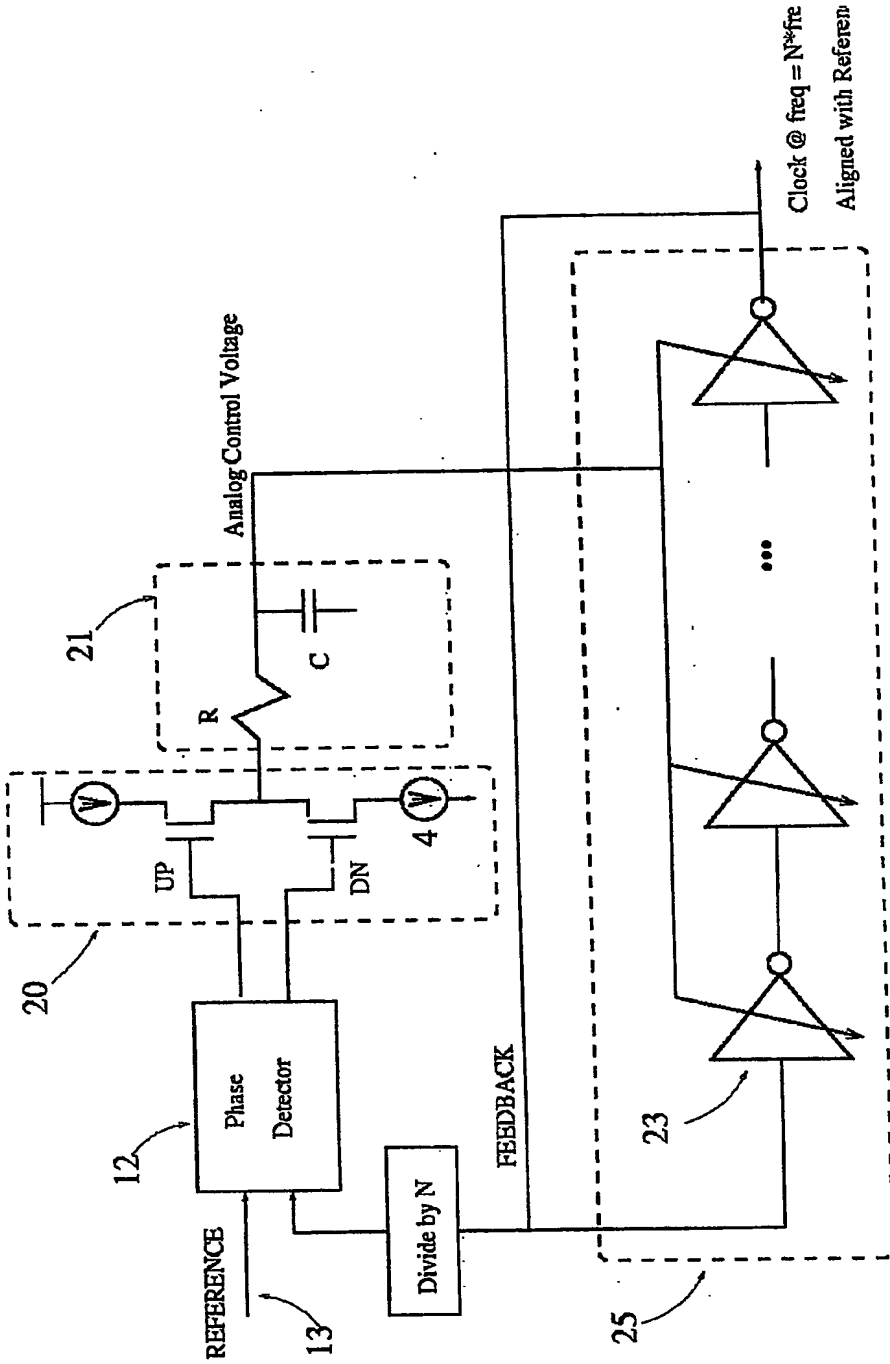 20
UP
DN
4
21
R
C
Analog Control Voltage
12
Phase
Detector
REFERENCE
13
Divide by N
FEEDBACK
23
...
25
Clock @ freq = N*fre
Aligned with Referen